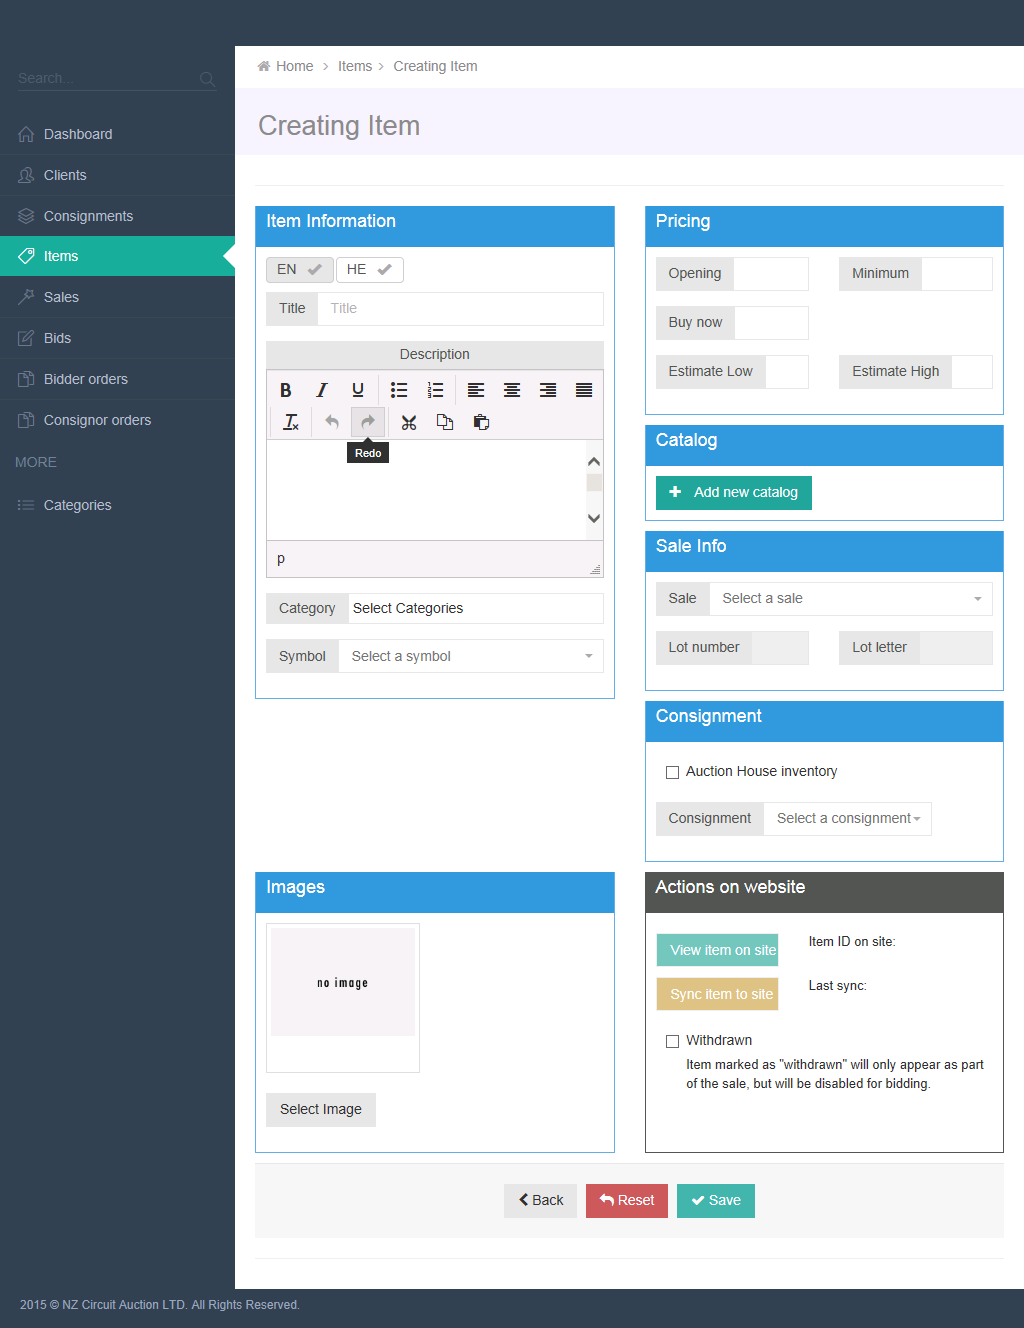 Home > Items > Creating Item
Search...
Creating Item
Dashboard
Clients
Consignments
Items
Sales
Bids
Bidder orders
Consignor orders
MORE
Categories
Item Information
EN
HE
Title
Title
Description
B I U
Redo
p
Category
Select Categories
Symbol
Select a symbol
Pricing
Opening
Minimum
Buy now
Estimate Low
Estimate High
Catalog
Add new catalog
Sale Info
Sale
Select a sale
Lot number
Lot letter
Consignment
Auction House inventory
Consignment
Select a consignment
Images
no image
Select Image
Actions on website
View item on site
Item ID on site:
Sync item to site
Last sync:
Withdrawn
Item marked as "withdrawn" will only appear as part
of the sale, but will be disabled for bidding.
Back
Reset
Save
2015 © NZ Circuit Auction LTD. All Rights Reserved.